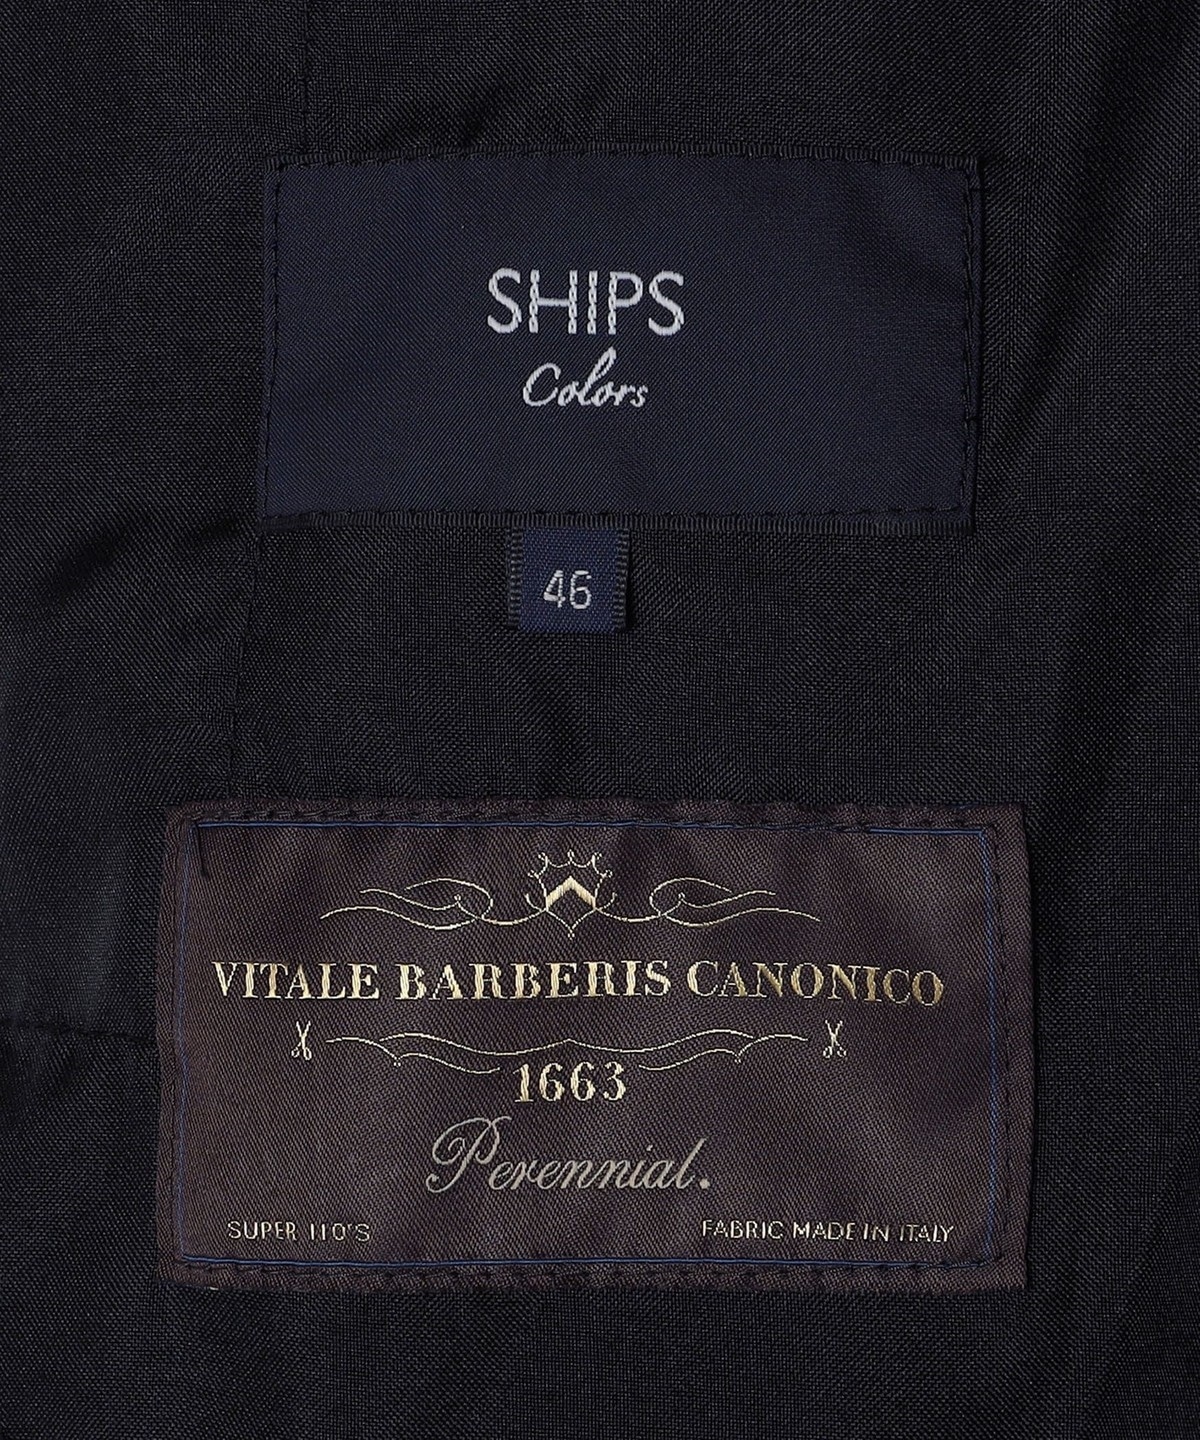 SHIPS
Colors
46
VITALE BARBERIS CANONICO
1663
Perennial.
SUPER 110'S
FABRIC MADE IN ITALY